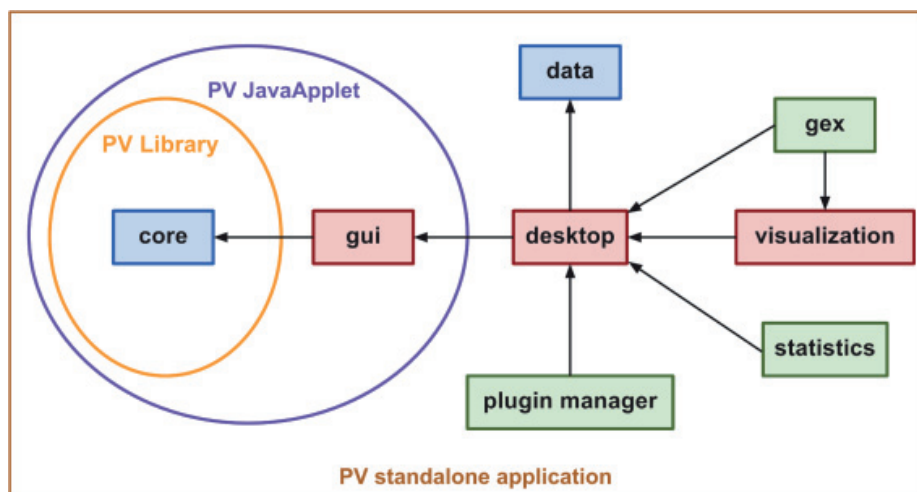 data
PV JavaApplet
gex
PV Library
core
gui
desktop
visualization
statistics
plugin manager
PV standalone application